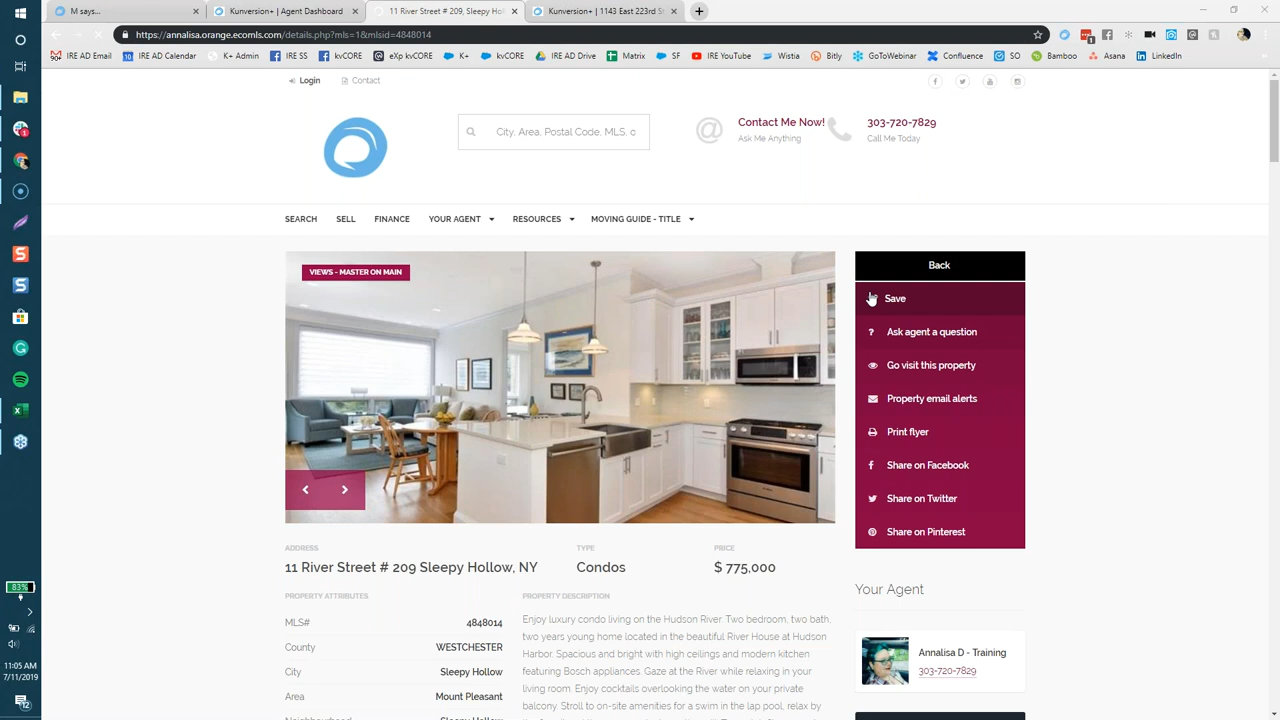 M says...
Konversion+ | IRE Dashboard
11 River Street # 209, Sleepy Ho
Konversion+ | 1143 East 223rd St
https://annalisa.orange.ecomls.com/details.php?mls=1&mlsid=4848014
IRE AD Email
IRE AD Calendar
K+ Admin
K+ SUPPORT
kvCORE
eXp kvCORE
IRE AD Drive
Matrix
SF
IRE YouTube
Witsia
Bitly
GoToWebinar
Confluence
SO
Bamboo
Asana
LinkedIn
Login
Contact
City, Area, Postal Code, MLS, o
Contact Me Now!
Ask Me Anything
303-720-7829
Call Me Today
SEARCH
SELL
FINANCE
YOUR AGENT
RESOURCES
MOVING GUIDE - TITLE
VIEWS - MASTER ON MAIN
Back
Save
Ask agent a question
Go visit this property
Property email alerts
Print flyer
Share on Facebook
Share on Twitter
Share on Pinterest
ADDRESS
11 River Street # 209 Sleepy Hollow, NY
TYPE
Condos
PRICE
$ 775,000
PROPERTY ATTRIBUTES
MLS# 4848014
County WESTCHESTER
City Sleepy Hollow
Area Mount Pleasant
Neighbourhood Sleepy Hollow
PROPERTY DESCRIPTION
Enjoy luxury condo living on the Hudson River. Two bedroom, two bath,
two years young home located in the beautiful River House at Hudson
Harbor. Spacious and bright with high ceilings and modern kitchen
featuring Bosch appliances. Gaze at the River while relaxing in your
living room. Enjoy cocktails overlooking the water on your private
balcony. Stroll to on-site amenities for a swim in the lap pool, relax by
Your Agent
Annalisa D - Training
303-720-7829
83%
11:05 AM
7/11/2019